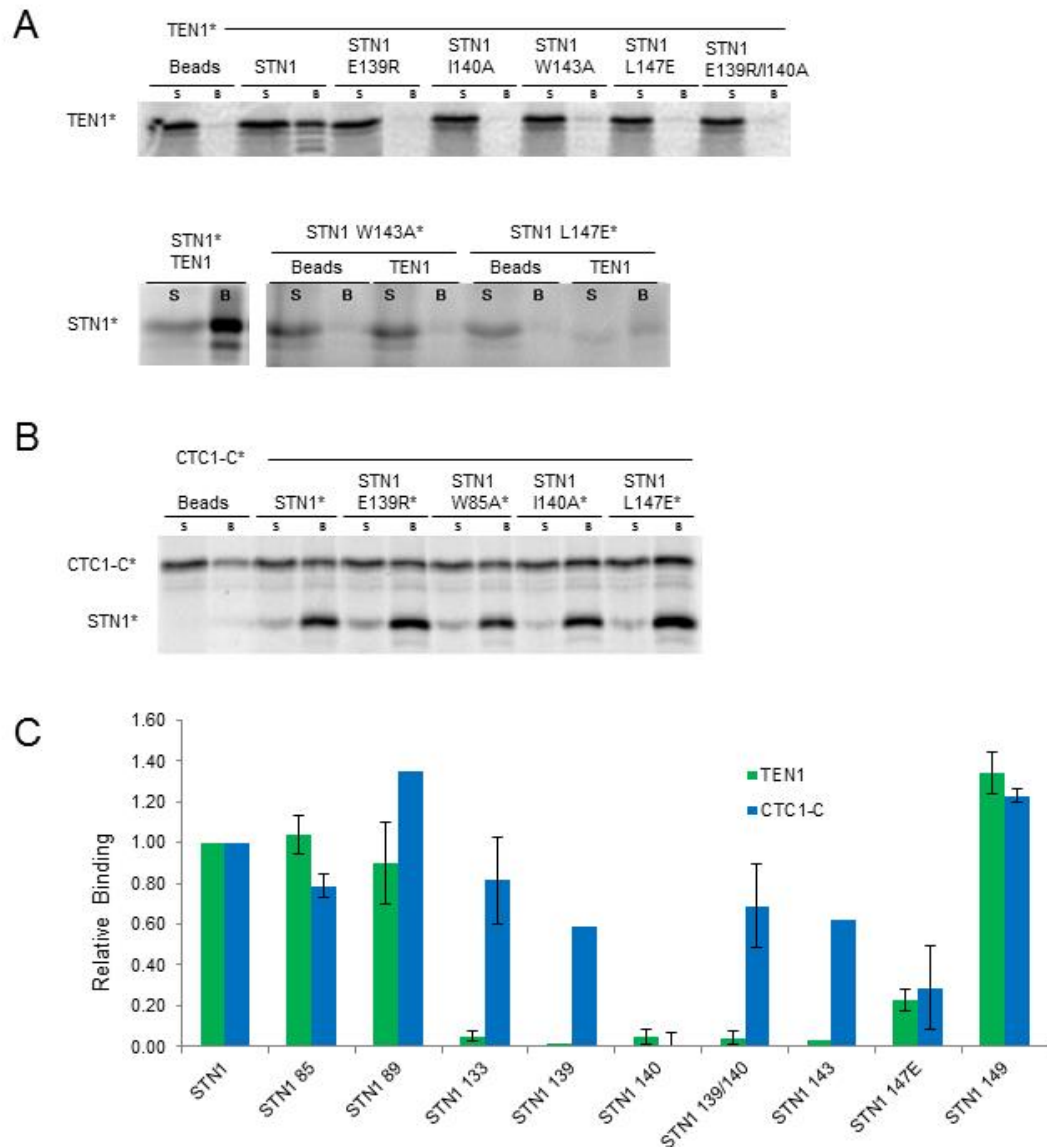 A
TEN1*
Beads STN1 STN1 E139R STN1 I140A STN1 W143A STN1 L147E STN1 E139R/I140A
S B S B S B S B S B S B S B
TEN1*
STN1* TEN1
STN1 W143A* STN1 L147E*
Beads TEN1 Beads TEN1
S B S B S B S B S B
STN1*
B
CTC1-C*
Beads STN1* STN1 E139R* STN1 W85A* STN1 I140A* STN1 L147E*
S B S B S B S B S B S B
CTC1-C*
STN1*
C
Relative Binding
1.60
1.40
1.20
1.00
0.80
0.60
0.40
0.20
0.00
TEN1
CTC1-C
STN1
STN1 85
STN1 89
STN1 133
STN1 139
STN1 140
STN1 139/140
STN1 143
STN1 147E
STN1 149